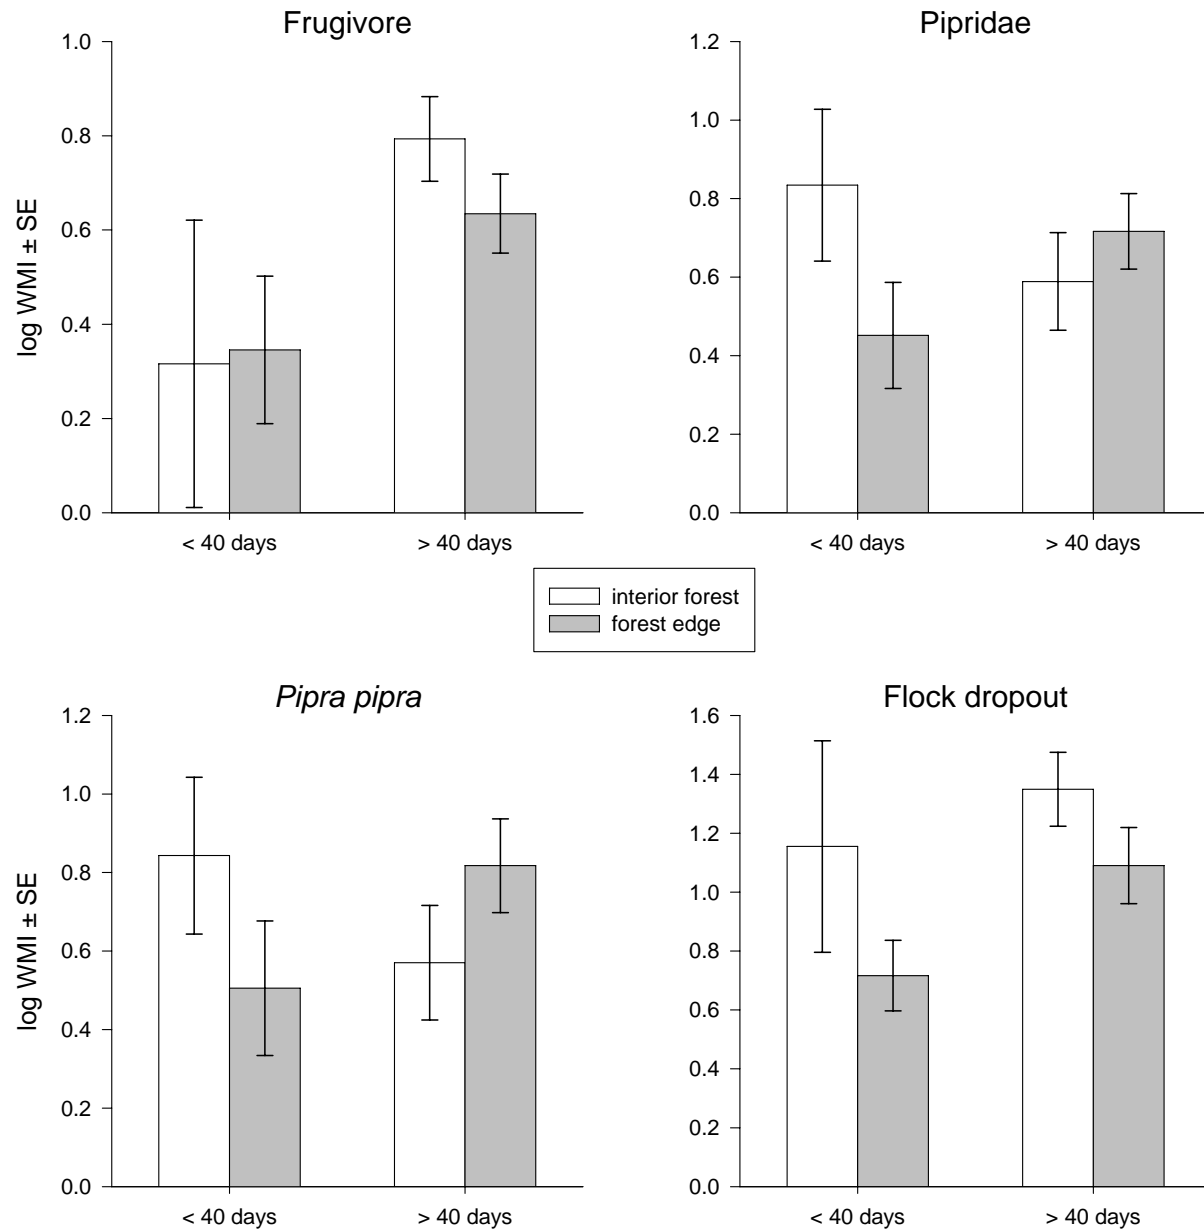 Frugivore
1.0
0.8
0.6
0.4
0.2
0.0
log WMI ± SE
< 40 days
> 40 days
Pipridae
1.2
1.0
0.8
0.6
0.4
0.2
0.0
< 40 days
> 40 days
interior forest
forest edge
Pipra pipra
1.2
1.0
0.8
0.6
0.4
0.2
0.0
log WMI ± SE
< 40 days
> 40 days
Flock dropout
1.6
1.4
1.2
1.0
0.8
0.6
0.4
0.2
0.0
< 40 days
> 40 days